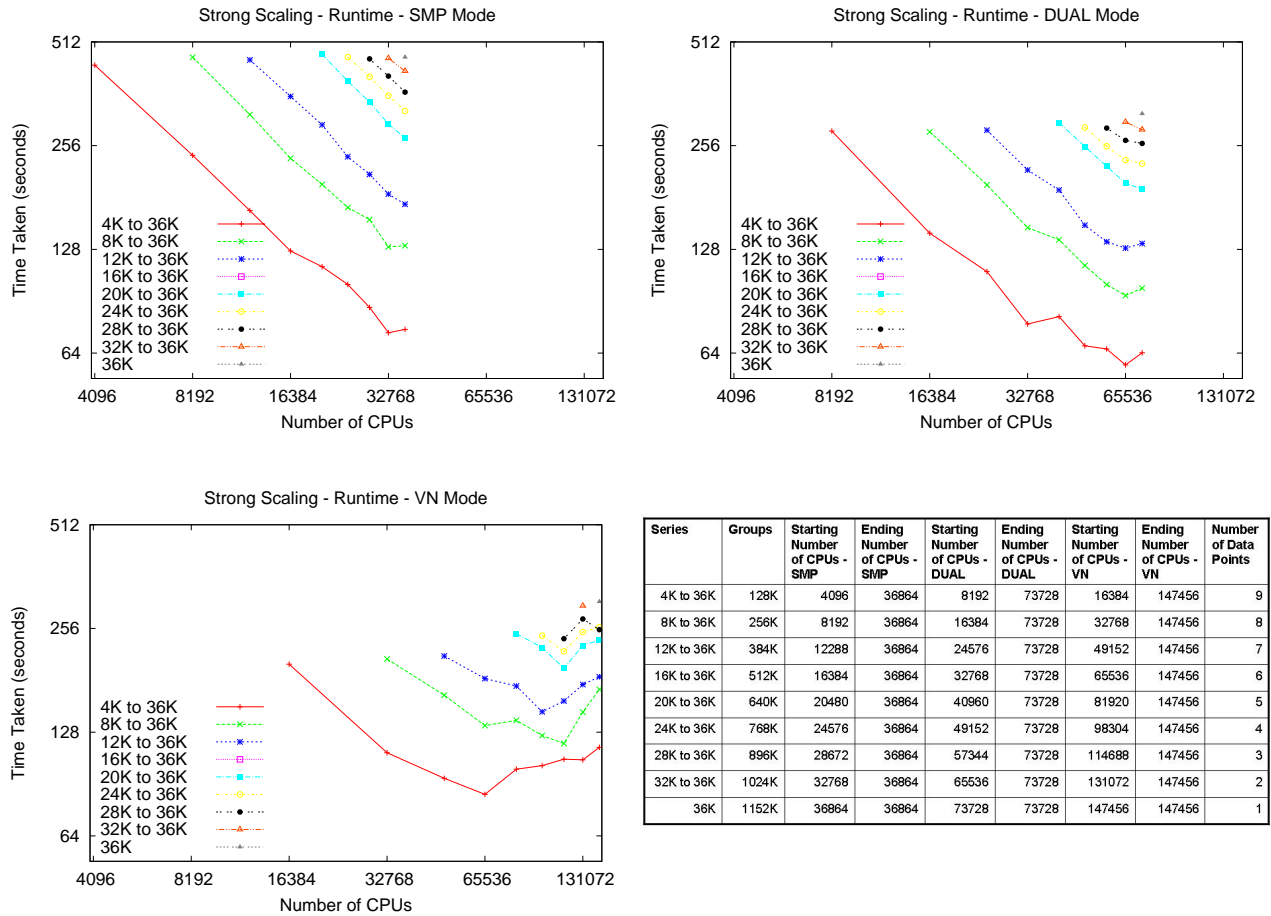 Strong Scaling - Runtime - SMP Mode
512
256
128
64
Time Taken (seconds)
4K to 36K
8K to 36K
12K to 36K
16K to 36K
20K to 36K
24K to 36K
28K to 36K
32K to 36K
36K
4096 8192 16384 32768 65536 131072
Number of CPUs
Strong Scaling - Runtime - DUAL Mode
512
256
128
64
Time Taken (seconds)
4K to 36K
8K to 36K
12K to 36K
16K to 36K
20K to 36K
24K to 36K
28K to 36K
32K to 36K
36K
4096 8192 16384 32768 65536 131072
Number of CPUs
Strong Scaling - Runtime - VN Mode
512
256
128
64
Time Taken (seconds)
4K to 36K
8K to 36K
12K to 36K
16K to 36K
20K to 36K
24K to 36K
28K to 36K
32K to 36K
36K
4096 8192 16384 32768 65536 131072
Number of CPUs
Series Groups Starting Ending Starting Ending Starting Ending Number
Number Number Number Number Number Number of Data
of CPUs - of CPUs - of CPUs - of CPUs - of CPUs - of CPUs - Points
SMP SMP DUAL DUAL VN VN
4K to 36K 128K 4096 36864 8192 73728 16384 147456 9
8K to 36K 256K 8192 36864 16384 73728 32768 147456 8
12K to 36K 384K 12288 36864 24576 73728 49152 147456 7
16K to 36K 512K 16384 36864 32768 73728 65536 147456 6
20K to 36K 640K 20480 36864 40960 73728 81920 147456 5
24K to 36K 768K 24576 36864 49152 73728 98304 147456 4
28K to 36K 896K 28672 36864 57344 73728 114688 147456 3
32K to 36K 1024K 32768 36864 65536 73728 131072 147456 2
36K 1152K 36864 36864 73728 73728 147456 147456 1